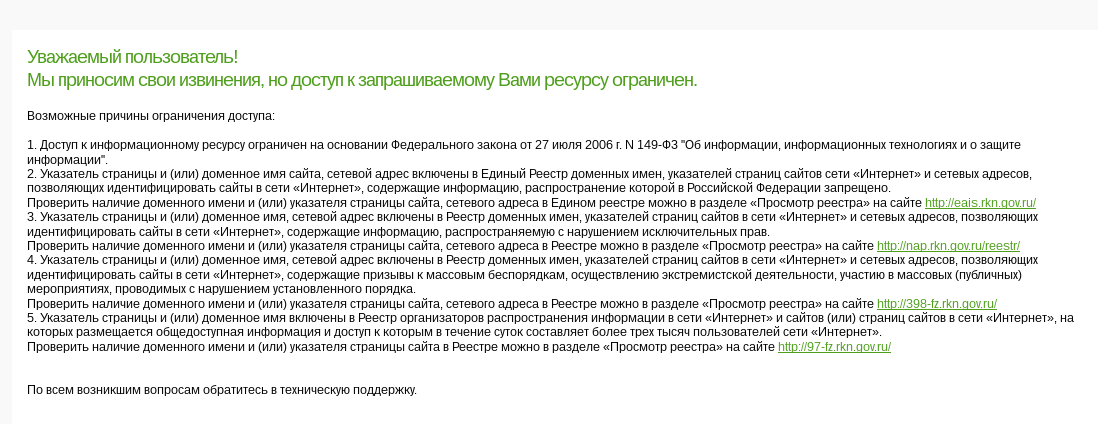 Уважаемый пользователь!
Мы приносим свои извинения, но доступ к запрашиваемому Вами ресурсу ограничен.
Возможные причины ограничения доступа:
1. Доступ к информационному ресурсу ограничен на основании Федерального закона от 27 июля 2006 г. N 149-ФЗ "Об информации, информационных технологиях и о защите
информации".
2. Указатель страницы и (или) доменное имя сайта, сетевой адрес включены в Единый Реестр доменных имен, указателей страниц сайтов сети «Интернет» и сетевых адресов,
позволяющих идентифицировать сайты в сети «Интернет», содержащие информацию, распространение которой в Российской Федерации запрещено.
Проверить наличие доменного имени и (или) указателя страницы сайта, сетевого адреса в Едином реестре можно в разделе «Просмотр реестра» на сайте http://eais.rkn.gov.ru/
3. Указатель страницы и (или) доменное имя, сетевой адрес включены в Реестр доменных имен, указателей страниц сайтов в сети «Интернет» и сетевых адресов, позволяющих
идентифицировать сайты в сети «Интернет», содержащие информацию, распространяемую с нарушением исключительных прав.
Проверить наличие доменного имени и (или) указателя страницы сайта, сетевого адреса в Реестре можно в разделе «Просмотр реестра» на сайте http://nap.rkn.gov.ru/reestr/
4. Указатель страницы и (или) доменное имя, сетевой адрес включены в Реестр доменных имен, указателей страниц сайтов в сети «Интернет» и сетевых адресов, позволяющих
идентифицировать сайты в сети «Интернет», содержащие призывы к массовым беспорядкам, осуществлению экстремистской деятельности, участию в массовых (публичных)
мероприятиях, проводимых с нарушением установленного порядка.
Проверить наличие доменного имени и (или) указателя страницы сайта, сетевого адреса в Реестре можно в разделе «Просмотр реестра» на сайте http://398-fz.rkn.gov.ru/
5. Указатель страницы и (или) доменное имя включены в Реестр организаторов распространения информации в сети «Интернет» и сайтов (или) страниц сайтов в сети «Интернет», на
которых размещается общедоступная информация и доступ к которым в течение суток составляет более трех тысяч пользователей сети «Интернет».
Проверить наличие доменного имени и (или) указателя страницы сайта в Реестре можно в разделе «Просмотр реестра» на сайте http://97-fz.rkn.gov.ru/
По всем возникшим вопросам обратитесь в техническую поддержку.